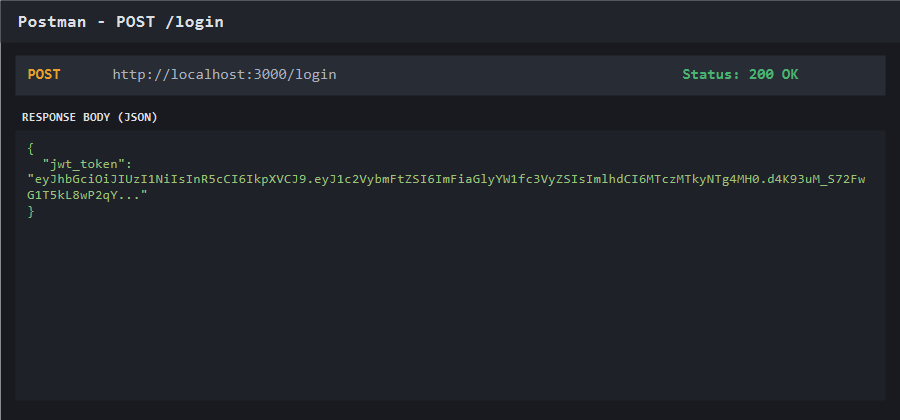 Postman - POST /login
POST http://localhost:3000/login Status: 200 OK
RESPONSE BODY (JSON)
{
"jwt_token":
"eyJhbGciOiJIUzI1NiIsInR5cCI6IkpXVCJ9.eyJ1c2VybmFtZSI6ImFiaGlyYW1fc3VyZSIsImlhdCI6MTczMTkyNTg4MH0.d4K93uM_S72Fw
G1T5kL8wP2qY..."
}